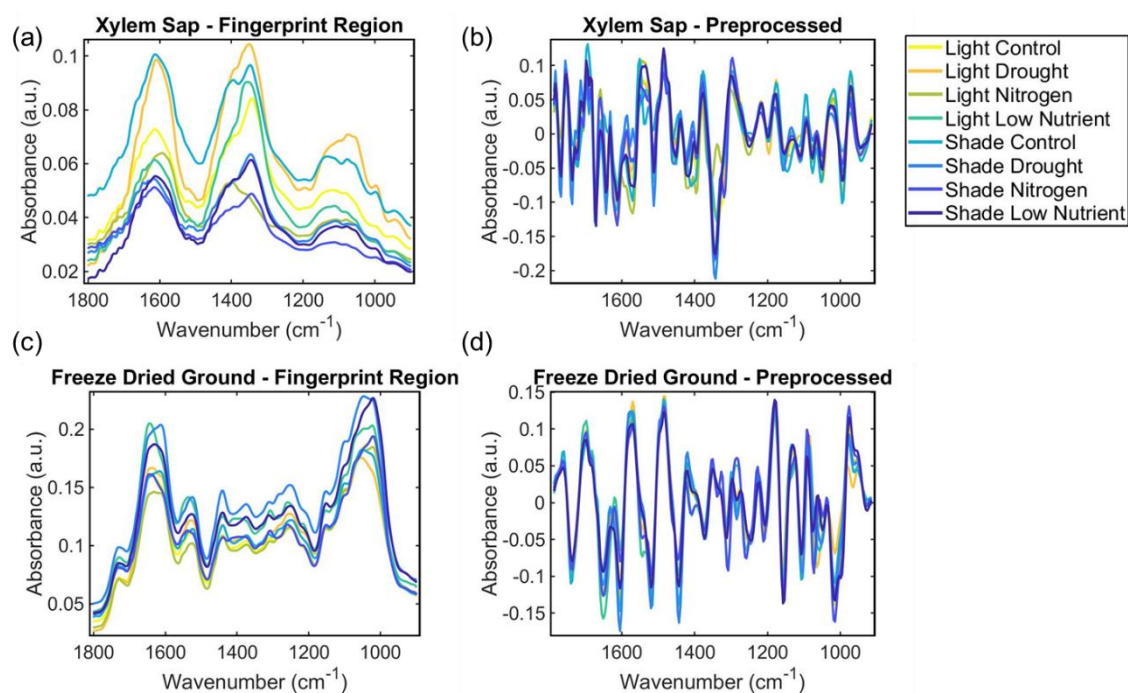 (a)
Xylem Sap - Fingerprint Region
0.1
0.08
0.06
0.04
0.02
Absorbance (a.u.)
1800 1600 1400 1200 1000
Wavenumber (cm-1)
(b)
Xylem Sap - Preprocessed
0.1
0.05
0
-0.05
-0.1
-0.15
-0.2
Absorbance (a.u.)
1600 1400 1200 1000
Wavenumber (cm-1)
Light Control
Light Drought
Light Nitrogen
Light Low Nutrient
Shade Control
Shade Drought
Shade Nitrogen
Shade Low Nutrient
(c)
Freeze Dried Ground - Fingerprint Region
0.2
0.15
0.1
0.05
Absorbance (a.u.)
1800 1600 1400 1200 1000
Wavenumber (cm-1)
(d)
Freeze Dried Ground - Preprocessed
0.15
0.1
0.05
0
-0.05
-0.1
-0.15
Absorbance (a.u.)
1600 1400 1200 1000
Wavenumber (cm-1)